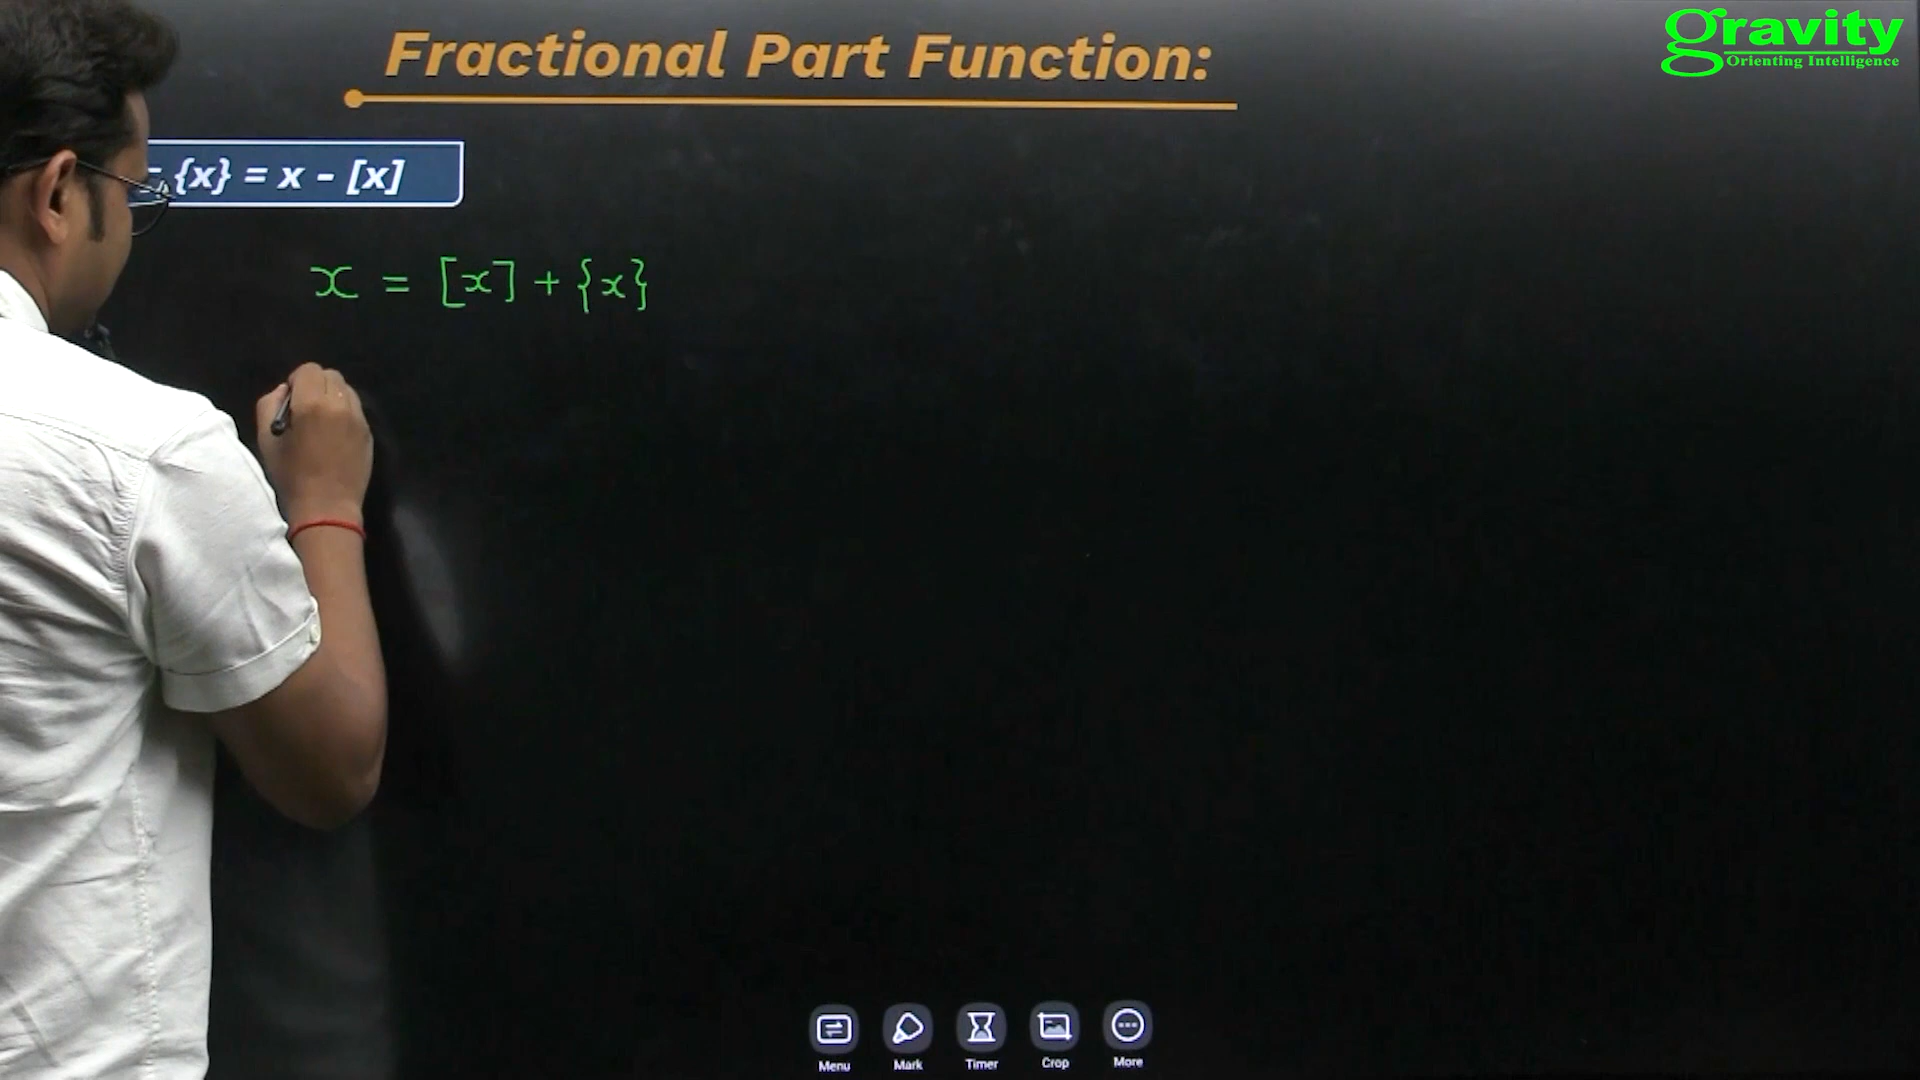 gravity
Orienting Intelligence
Fractional Part Function:
= {x} = x - [x]
x = [x] + {x}
Menu
Mark
Timer
Crop
More